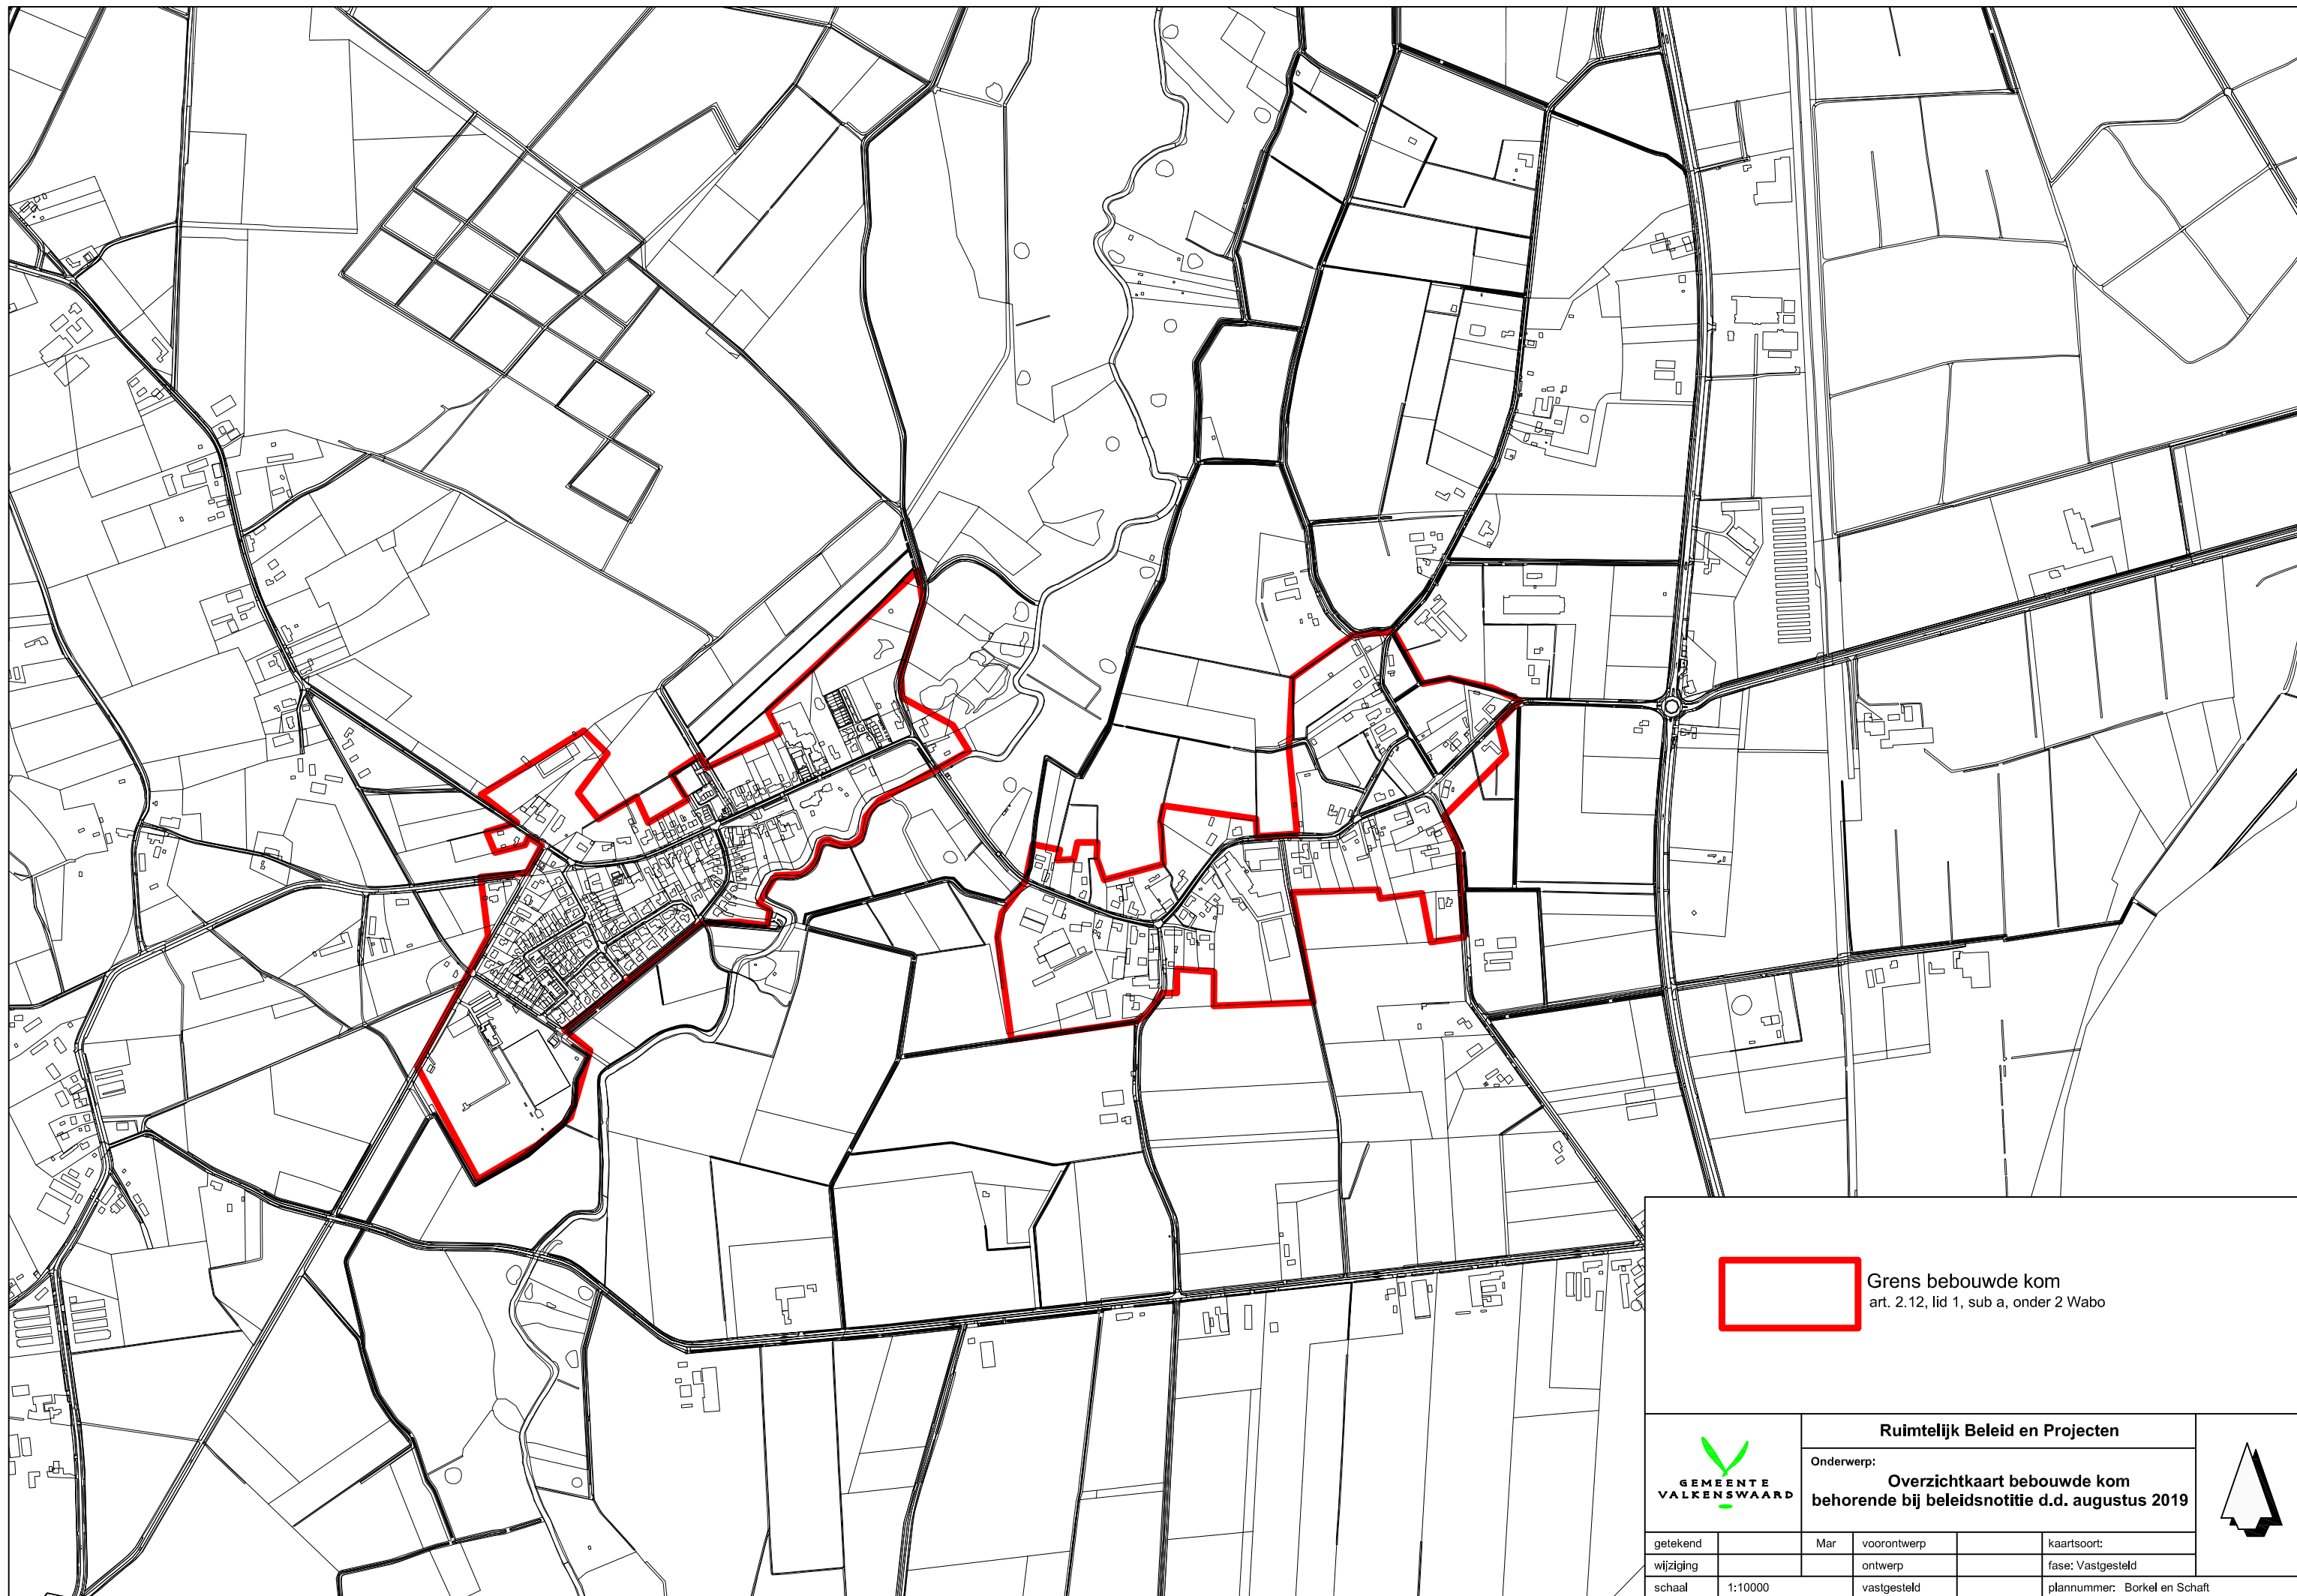 Grens bebouwde kom
art. 2.12, lid 1, sub a, onder 2 Wabo
GEMEENTE
VALKENSWAARD
Ruimtelijk Beleid en Projecten
Onderwerp:
Overzichtkaart bebouwde kom
behorende bij beleidsnotitie d.d. augustus 2019
getekend Mar voorontwerp kaartsoort:
wijziging ontwerp fase: Vastgesteld
schaal 1:10000 vastgesteld plannummer: Borkel en Schaft